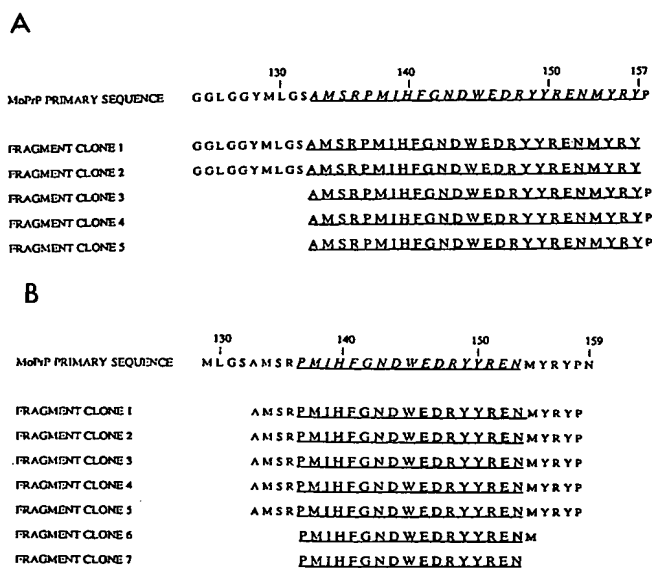 A
130 140 150 157
MoPrP PRIMARY SEQUENCE GGLGGYMLGSAMSRPMIHFGNDWEDRYYRENMYRYP
FRAGMENT CLONE 1 GGLGGYMLGSAMSRPMIHFGNDWEDRYYRENMYRY
FRAGMENT CLONE 2 GGLGGYMLGSAMSRPMIHFGNDWEDRYYRENMYRY
FRAGMENT CLONE 3 AMSRPMIHFGNDWEDRYYRENMYRYP
FRAGMENT CLONE 4 AMSRPMIHFGNDWEDRYYRENMYRYP
FRAGMENT CLONE 5 AMSRPMIHFGNDWEDRYYRENMYRYP
B
130 140 150 159
MoPrP PRIMARY SEQUENCE MLGSAMSRPMIHFGNDWEDRYYRENMYRYPN
FRAGMENT CLONE 1 AMSRPMIHFGNDWEDRYYRENMYRYP
FRAGMENT CLONE 2 AMSRPMIHFGNDWEDRYYRENMYRYP
FRAGMENT CLONE 3 AMSRPMIHFGNDWEDRYYRENMYRYP
FRAGMENT CLONE 4 AMSRPMIHFGNDWEDRYYRENMYRYP
FRAGMENT CLONE 5 AMSRPMIHFGNDWEDRYYRENMYRYP
FRAGMENT CLONE 6 PMIHFGNDWEDRYYRENM
FRAGMENT CLONE 7 PMIHFGNDWEDRYYREN